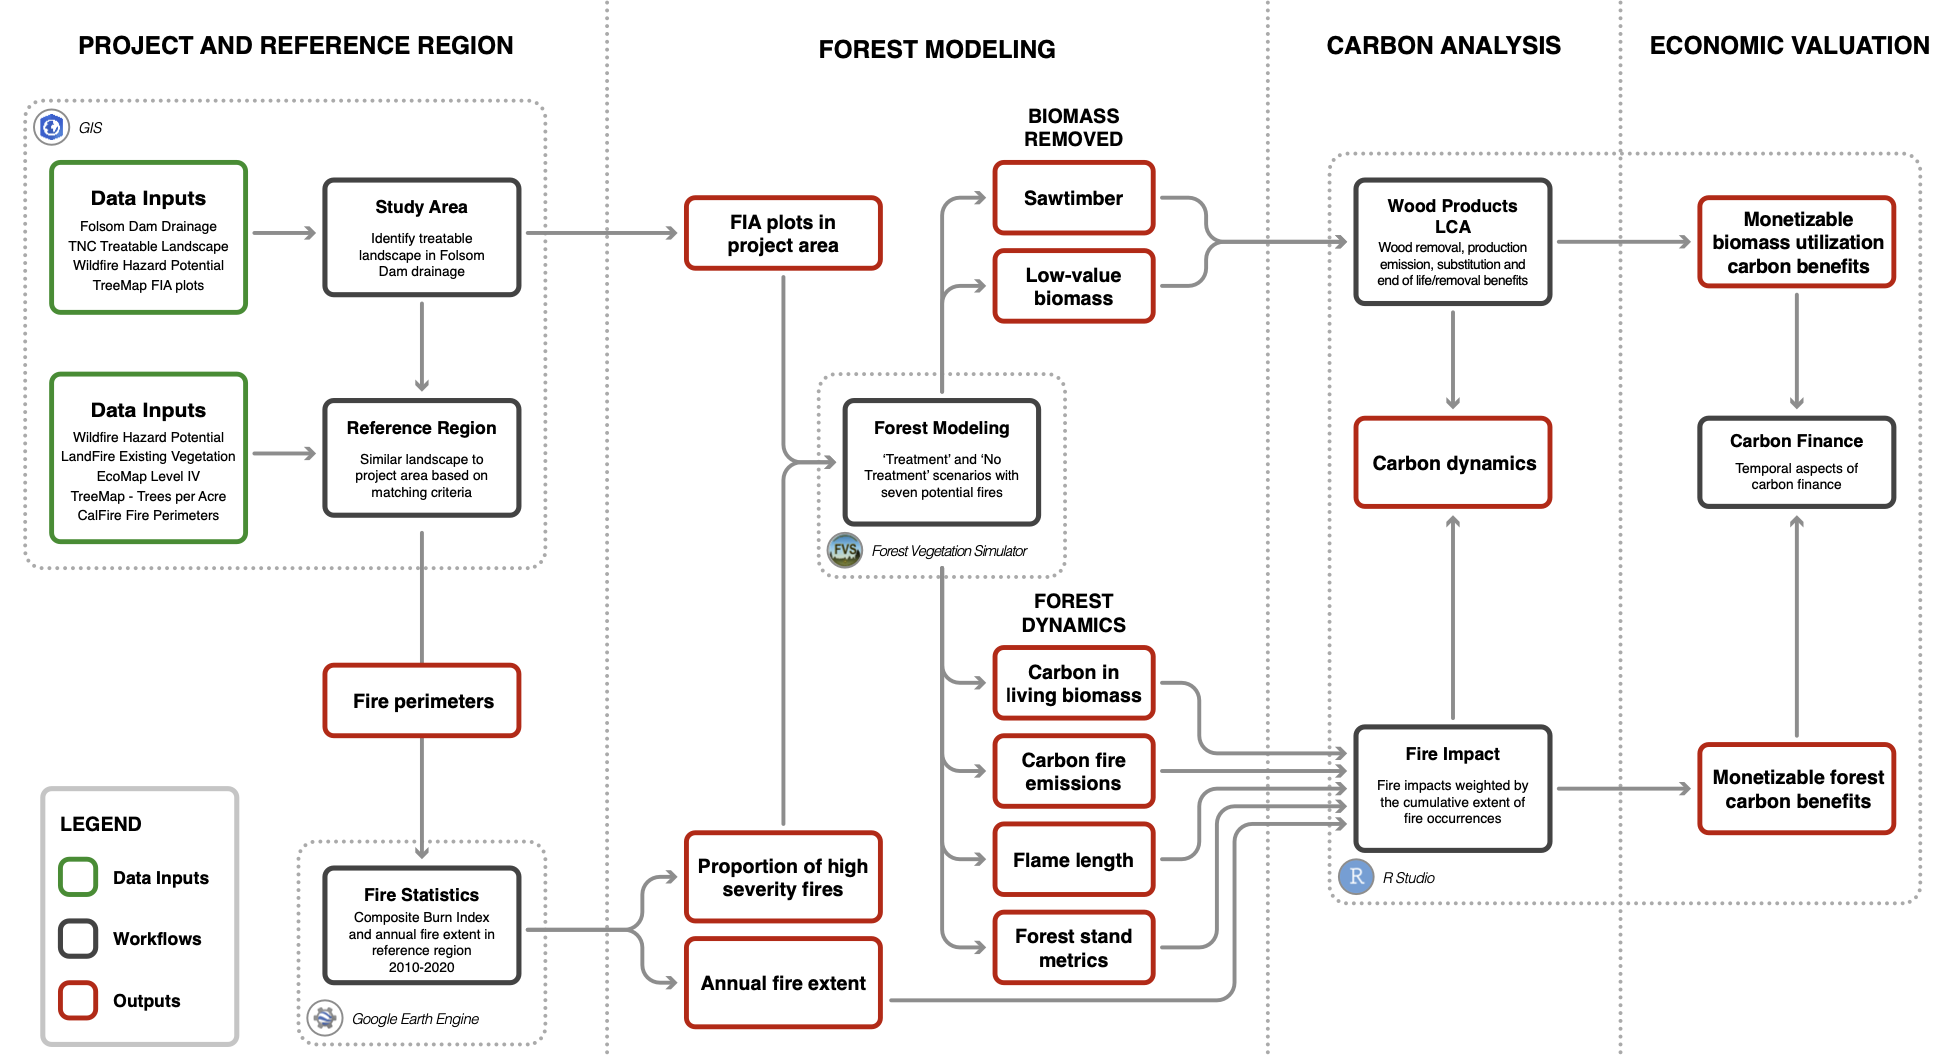 PROJECT AND REFERENCE REGION
FOREST MODELING
CARBON ANALYSIS
ECONOMIC VALUATION
GIS
Data Inputs
Folsom Dam Drainage
TNC Treatable Landscape
Wildfire Hazard Potential
TreeMap FIA plots
Study Area
Identify treatable
landscape in Folsom
Dam drainage
Data Inputs
Wildfire Hazard Potential
LandFire Existing Vegetation
EcoMap Level IV
TreeMap - Trees per Acre
CalFire Fire Perimeters
Reference Region
Similar landscape to
project area based on
matching criteria
Fire perimeters
Fire Statistics
Composite Burn Index
and annual fire extent in
reference region
2010-2020
Google Earth Engine
LEGEND
Data Inputs
Workflows
Outputs
FIA plots in
project area
Proportion of high
severity fires
Annual fire extent
Forest Modeling
‘Treatment’ and ‘No
Treatment’ scenarios with
seven potential fires
FVS
Forest Vegetation Simulator
BIOMASS
REMOVED
Sawtimber
Low-value
biomass
FOREST
DYNAMICS
Carbon in
living biomass
Carbon fire
emissions
Flame length
Forest stand
metrics
Wood Products
LCA
Wood removal, production
emission, substitution and
end of life/removal benefits
Carbon dynamics
Fire Impact
Fire impacts weighted by
the cumulative extent of
fire occurrences
R
R Studio
Monetizable
biomass utilization
carbon benefits
Carbon Finance
Temporal aspects of
carbon finance
Monetizable forest
carbon benefits